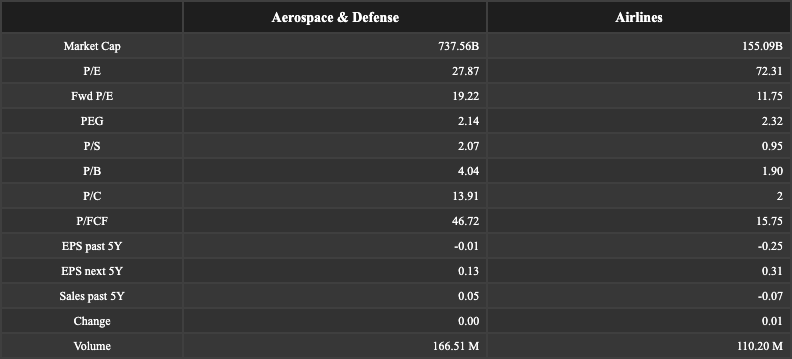 Aerospace & Defense Airlines
Market Cap 737.56B 155.09B
P/E 27.87 72.31
Fwd P/E 19.22 11.75
PEG 2.14 2.32
P/S 2.07 0.95
P/B 4.04 1.90
P/C 13.91 2
P/FCF 46.72 15.75
EPS past 5Y -0.01 -0.25
EPS next 5Y 0.13 0.31
Sales past 5Y 0.05 -0.07
Change 0.00 0.01
Volume 166.51 M 110.20 M